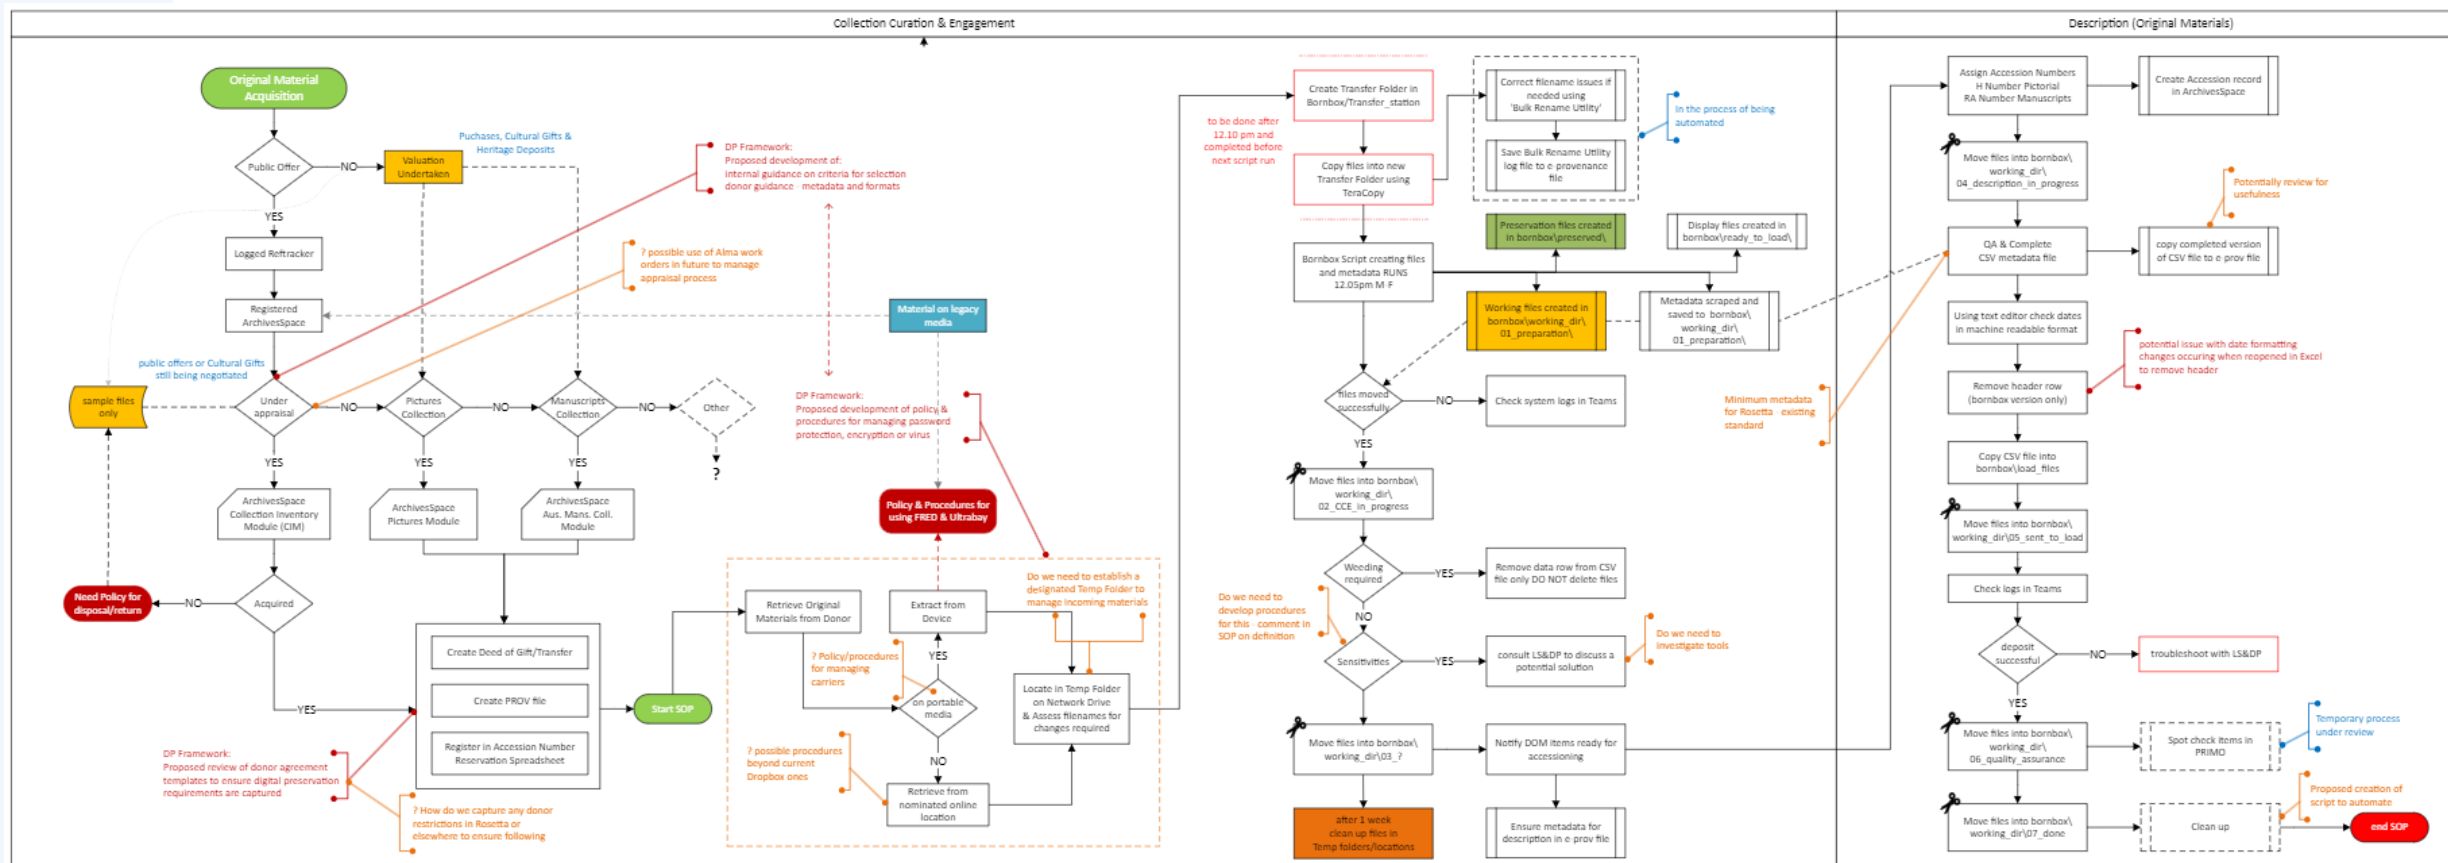 Collection Curation & Engagement
Description (Original Materials)
Original Material
Acquisition
Public Offer
NO
Valuation
Undertaken
Puchases, Cultural Gifts &
Heritage Deposits
YES
Logged Reftracker
Registered
ArchivesSpace
public offers or Cultural Gifts
still being negotiated
sample files
only
Under
appraisal
NO
Pictures
Collection
NO
Manuscripts
Collection
NO
Other
?
YES
YES
YES
ArchivesSpace
Collection Inventory
Module (CIM)
ArchivesSpace
Pictures Module
ArchivesSpace
Aus. Mans. Coll.
Module
Acquired
NO
Need Policy for
disposal/return
YES
Create Deed of Gift/Transfer
Create PROV file
Register in Accession Number
Reservation Spreadsheet
Start SOP
DP Framework:
Proposed review of donor agreement
templates to ensure digital preservation
requirements are captured
? How do we capture any donor
restrictions in Rosetta or
elsewhere to ensure following
DP Framework:
Proposed development of:
internal guidance on criteria for selection
donor guidance - metadata and formats
? possible use of Alma work
orders in future to manage
appraisal process
Material on legacy
media
DP Framework:
Proposed development of policy &
procedures for managing password
protection, encryption or virus
Policy & Procedures for
using FRED & Ultrabay
Retrieve Original
Materials from Donor
Extract from
Device
Do we need to establish a
designated Temp Folder to
manage incoming materials
YES
? Policy/procedures
for managing
carriers
on portable
media
NO
? possible procedures
beyond current
Dropbox ones
Retrieve from
nominated online
location
Locate in Temp Folder
on Network Drive
& Assess filenames for
changes required
to be done after
12.10 pm and
completed before
next script run
Create Transfer Folder in
Bornbox/Transfer_station
Copy files into new
Transfer Folder using
TeraCopy
Correct filename issues if
needed using
'Bulk Rename Utility'
Save Bulk Rename Utility
log file to e-provenance
file
In the process of being
automated
Bornbox Script creating files
and metadata RUNS
12.05pm M-F
Preservation files created
in bornbox\preserved\
Display files created in
bornbox\ready_to_load\
Working files created in
bornbox\working_dir\
01_preparation\
Metadata scraped and
saved to bornbox\
working_dir\
01_preparation\
files moved
successfully
NO
Check system logs in Teams
YES
Move files into bornbox\
working_dir\
02_CCE_in_progress
Weeding
required
YES
Remove data row from CSV
file only DO NOT delete files
NO
Do we need to
develop procedures
for this - comment in
SOP on definition
Sensitivities
YES
consult LS&DP to discuss a
potential solution
Do we need to
investigate tools
Move files into bornbox\
working_dir\03_?
Notify DOM items ready for
accessioning
after 1 week
clean up files in
Temp folders/locations
Ensure metadata for
description in e-prov file
Assign Accession Numbers
H Number Pictorial
RA Number Manuscripts
Create Accession record
in ArchivesSpace
Move files into bornbox\
working_dir\
04_description_in_progress
Potentially review for
usefulness
QA & Complete
CSV metadata file
copy completed version
of CSV file to e-prov file
Using text editor check dates
in machine readable format
potential issue with date formatting
changes occuring when reopened in Excel
to remove header
Remove header row
(bornbox version only)
Minimum metadata
for Rosetta - existing
standard
Copy CSV file into
bornbox\load_files
Move files into bornbox\
working_dir\05_sent_to_load
Check logs in Teams
deposit
successful
NO
troubleshoot with LS&DP
YES
Move files into bornbox\
working_dir\
06_quality_assurance
Spot check items in
PRIMO
Temporary process
under review
Move files into bornbox\
working_dir\07_done
Clean up
Proposed creation of
script to automate
end SOP